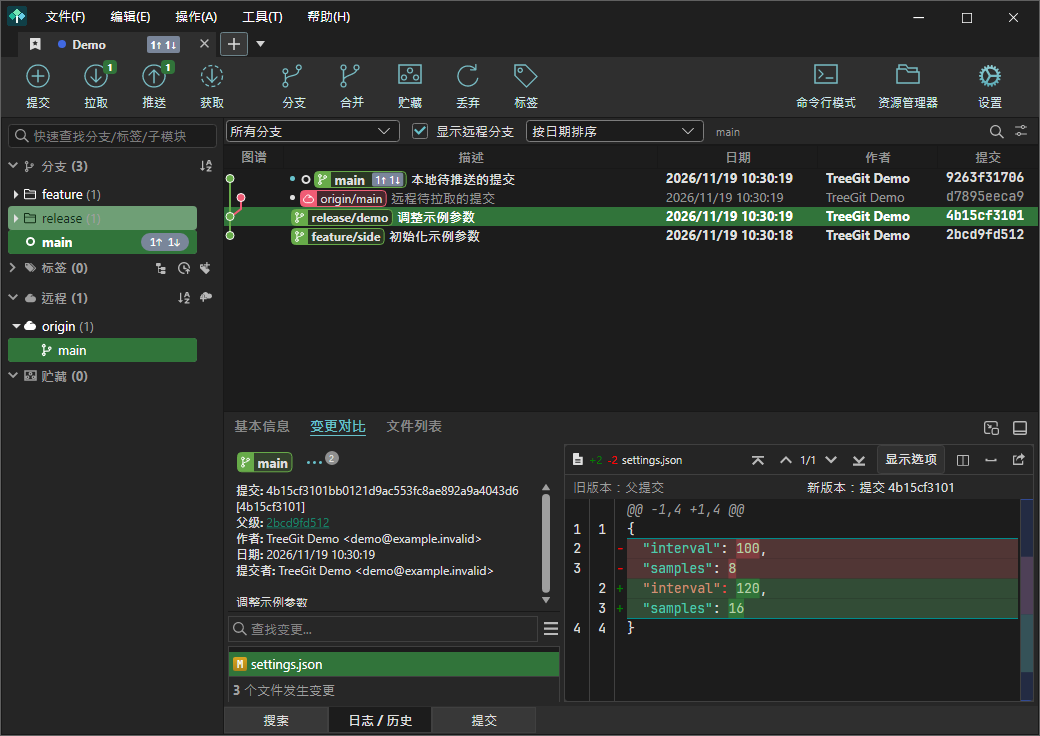 文件(F) 编辑(E) 操作(A) 工具(T) 帮助(H)
Demo 1↑ 1↓
提交 拉取 1 推送 1 获取 分支 合并 贮藏 丢弃 标签 命令行模式 资源管理器 设置
快速查找分支/标签/子模块
所有分支 显示远程分支 按日期排序 main
分支 (3)
feature (1)
release (1)
main 1↑ 1↓
标签 (0)
远程 (1)
origin (1)
main
贮藏 (0)
图谱 描述 日期 作者 提交
main 1↑ 1↓ 本地待推送的提交 2026/11/19 10:30:19 TreeGit Demo 9263f31706
origin/main 远程待拉取的提交 2026/11/19 10:30:19 TreeGit Demo d7895eeca9
release/demo 调整示例参数 2026/11/19 10:30:19 TreeGit Demo 4b15cf3101
feature/side 初始化示例参数 2026/11/19 10:30:18 TreeGit Demo 2bcd9fd512
基本信息 变更对比 文件列表
main ... 2
提交: 4b15cf3101bb0121d9ac553fc8ae892a9a4043d6
[4b15cf3101]
父级: 2bcd9fd512
作者: TreeGit Demo <demo@example.invalid>
日期: 2026/11/19 10:30:19
提交者: TreeGit Demo <demo@example.invalid>
调整示例参数
查找变更...
M settings.json
3 个文件发生变更
+2 -2 settings.json 1/1 显示选项
旧版本：父提交 新版本：提交 4b15cf3101
@@ -1,4 +1,4 @@
1 1 {
2 - "interval": 100,
3 - "samples": 8
2 + "interval": 120,
3 + "samples": 16
4 4 }
搜索 日志 / 历史 提交